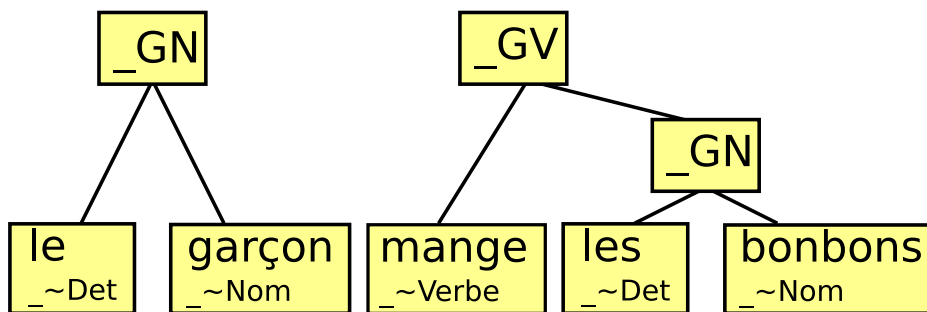 _GN
_GV
_GN
le
_~Det
garçon
_~Nom
mange
_~Verbe
les
_~Det
bonbons
_~Nom